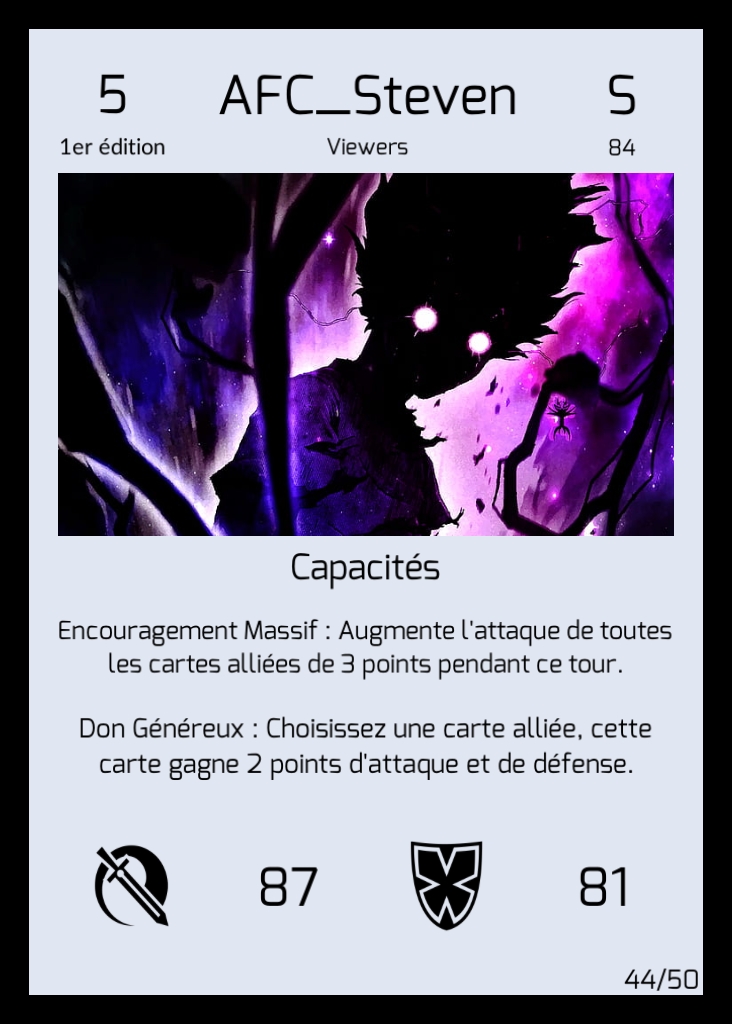 5 AFC_Steven S
1er édition Viewers 84
Capacités
Encouragement Massif : Augmente l'attaque de toutes
les cartes alliées de 3 points pendant ce tour.
Don Généreux : Choisissez une carte alliée, cette
carte gagne 2 points d'attaque et de défense.
87 81
44/50